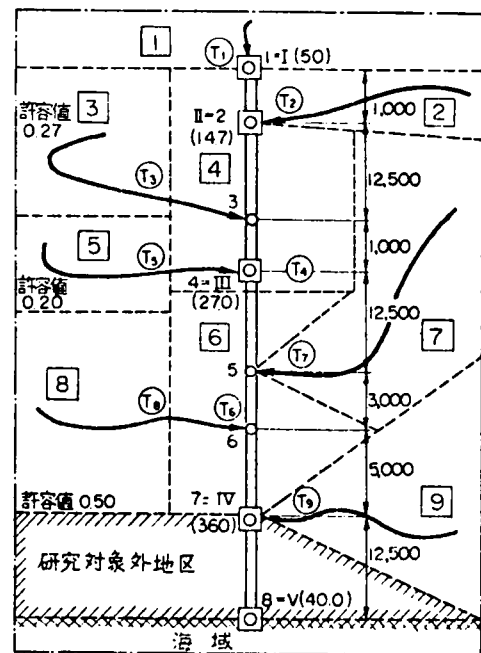 1
T₁
1=I (50)
3
許容値
0.27
II=2
(147)
T₂
1,000
2
4
12,500
T₃
3
5
T₅
1,000
T₄
許容値
0.20
4=III
(270)
12,500
6
7
T₇
5
8
T₈
T₆
3,000
6
5,000
許容値 0.50
7=IV
(360)
T₉
9
研究対象外地区
12,500
8=V(40.0)
海域